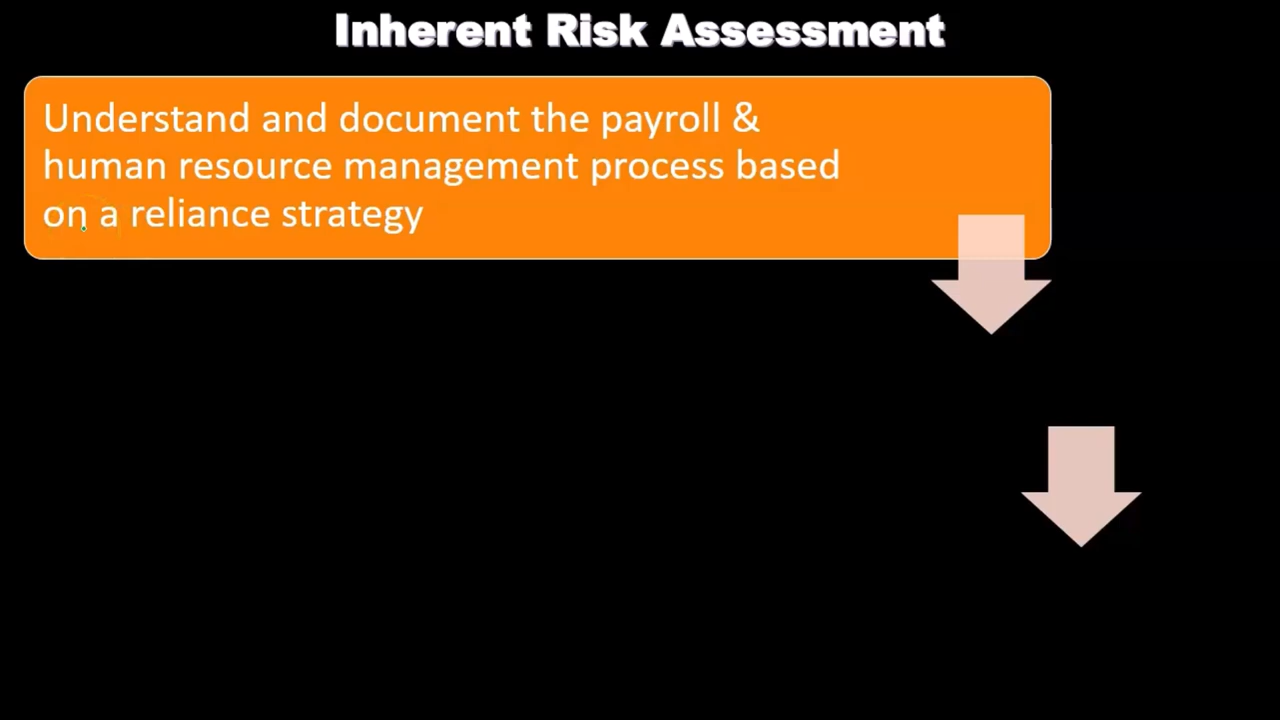 Inherent Risk Assessment
Understand and document the payroll &
human resource management process based
on a reliance strategy